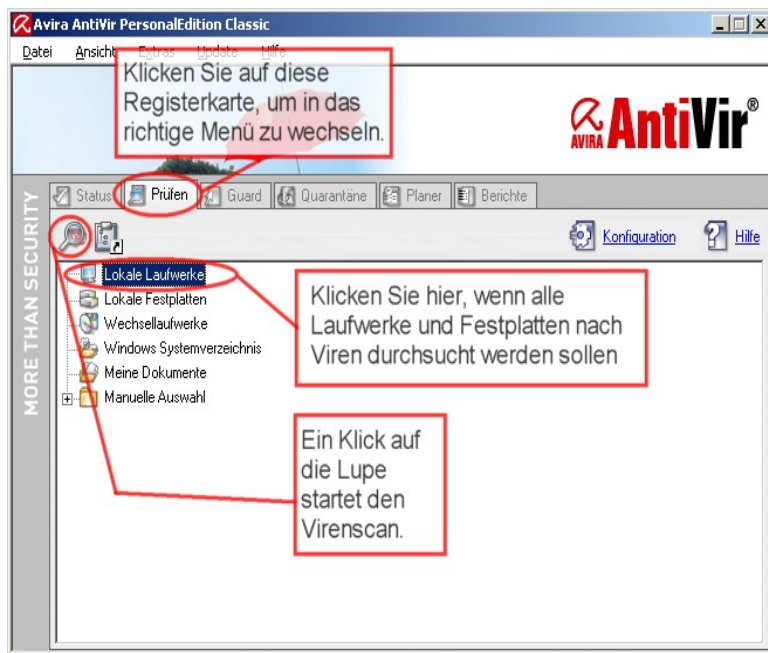 Avira AntiVir PersonalEdition Classic
Datei Ansicht Extras Update Hilfe
Klicken Sie auf diese
Registerkarte, um in das
richtige Menü zu wechseln.
AVIRA AntiVir®
Status Prüfen Guard Quarantäne Planer Berichte
Konfiguration Hilfe
MORE THAN SECURITY
Lokale Laufwerke
Lokale Festplatten
Wechsellaufwerke
Windows Systemverzeichnis
Meine Dokumente
Manuelle Auswahl
Klicken Sie hier, wenn alle
Laufwerke und Festplatten nach
Viren durchsucht werden sollen
Ein Klick auf
die Lupe
startet den
Virenscan.